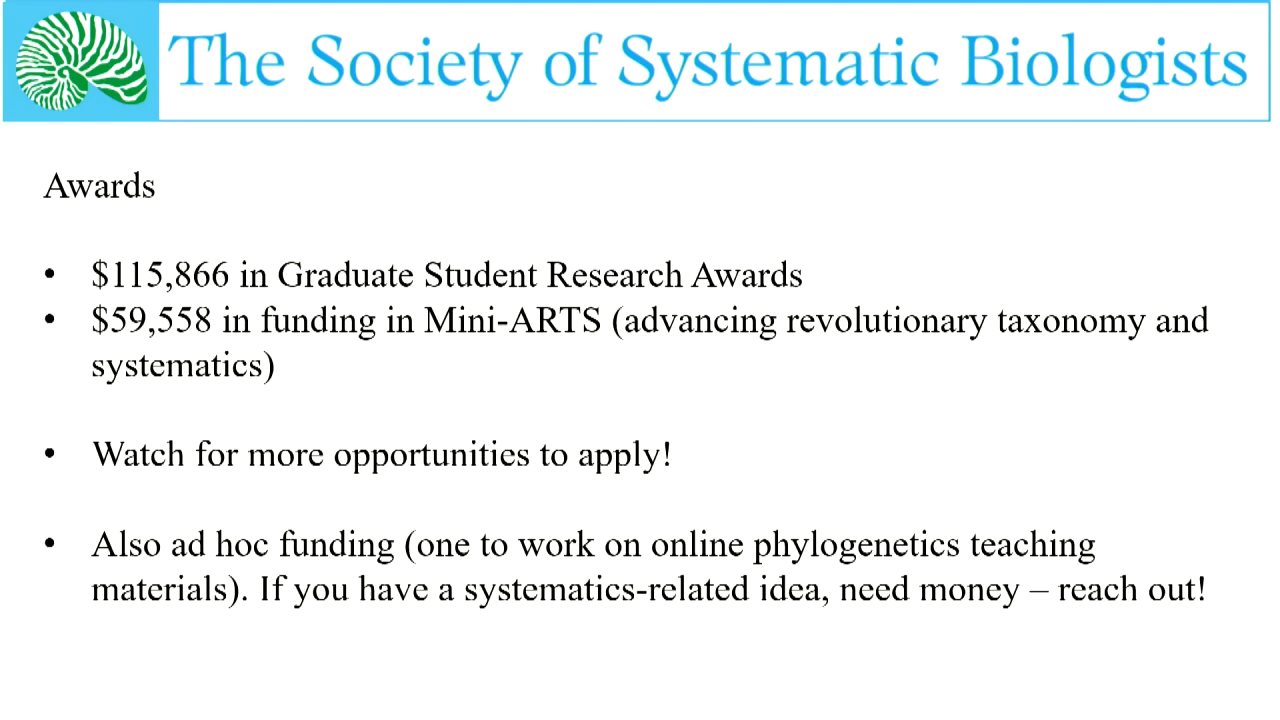 The Society of Systematic Biologists
Awards
• $115,866 in Graduate Student Research Awards
• $59,558 in funding in Mini-ARTS (advancing revolutionary taxonomy and
systematics)
• Watch for more opportunities to apply!
• Also ad hoc funding (one to work on online phylogenetics teaching
materials). If you have a systematics-related idea, need money – reach out!